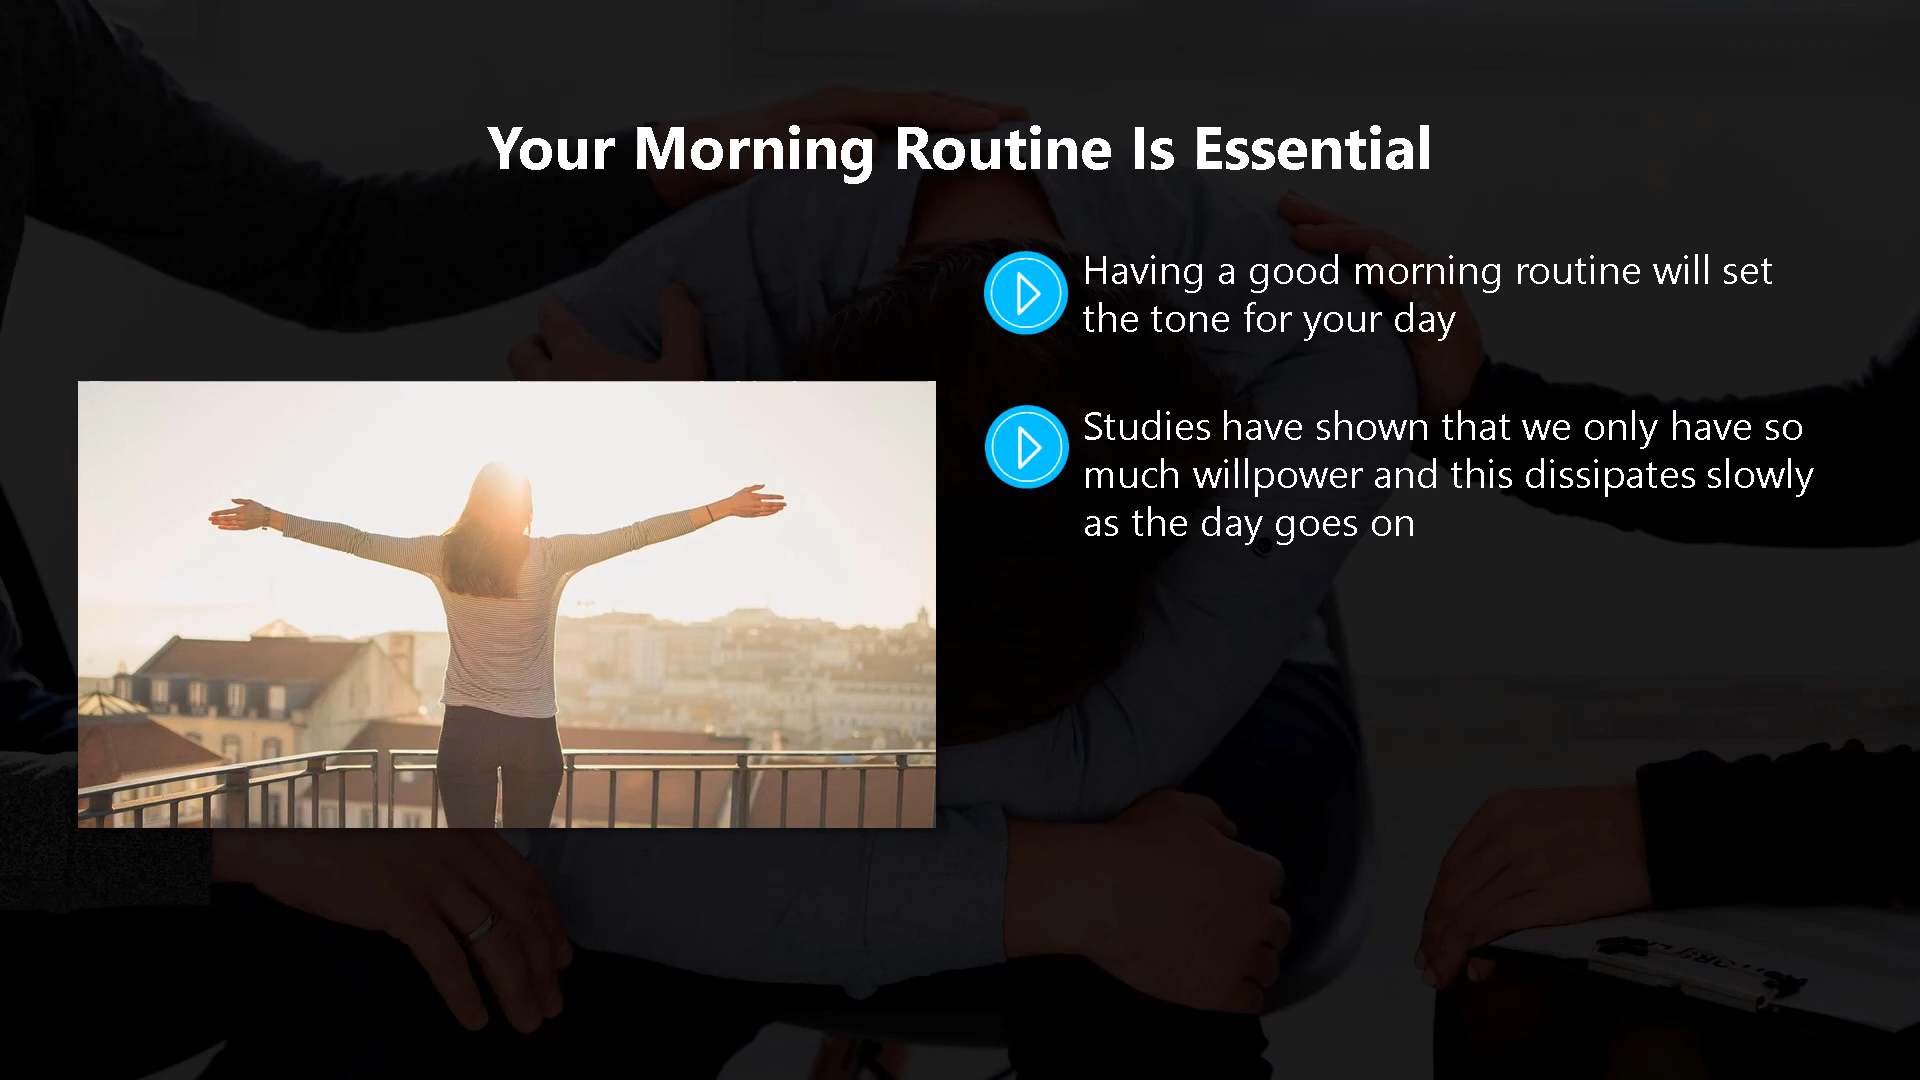 Your Morning Routine Is Essential
Having a good morning routine will set
the tone for your day
Studies have shown that we only have so
much willpower and this dissipates slowly
as the day goes on